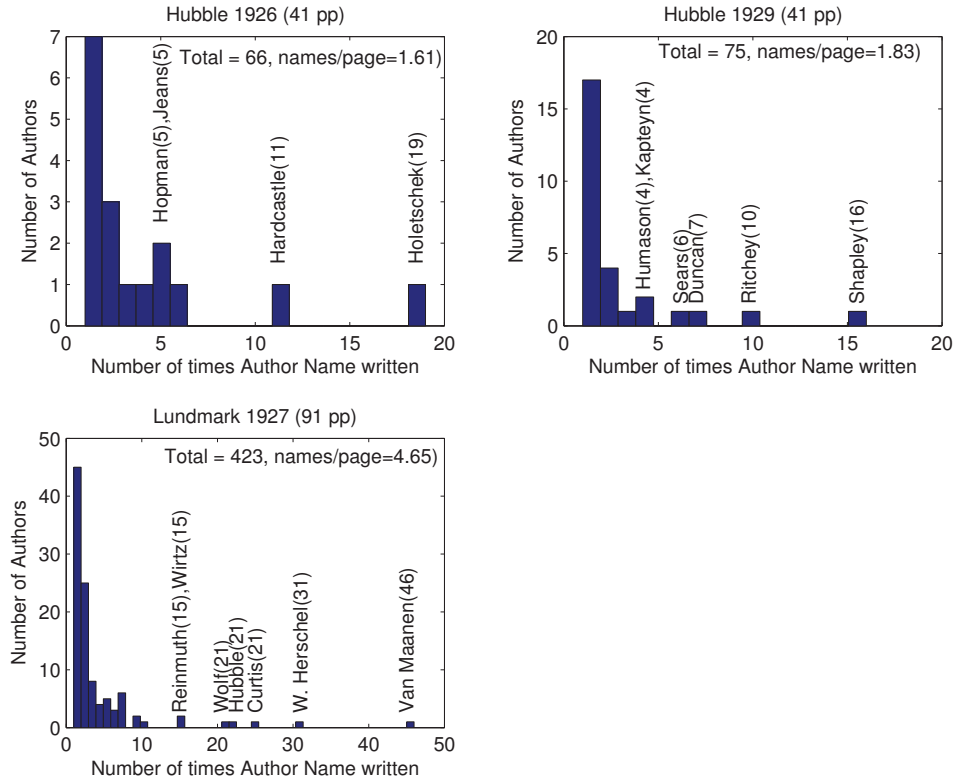 Hubble 1926 (41 pp)
Total = 66, names/page=1.61)
Number of Authors
7
6
5
4
3
2
1
0
Hopman(5),Jeans(5)
Hardcastle(11)
Holetschek(19)
0 5 10 15 20
Number of times Author Name written
Hubble 1929 (41 pp)
Total = 75, names/page=1.83)
Number of Authors
20
15
10
5
0
Humason(4),Kapteyn(4)
Sears(6)
Duncan(7)
Ritchey(10)
Shapley(16)
0 5 10 15 20
Number of times Author Name written
Lundmark 1927 (91 pp)
Total = 423, names/page=4.65)
Number of Authors
50
40
30
20
10
0
Reinmuth(15),Wirtz(15)
Wolf(21)
Hubble(21)
Curtis(21)
W. Herschel(31)
Van Maanen(46)
0 10 20 30 40 50
Number of times Author Name written